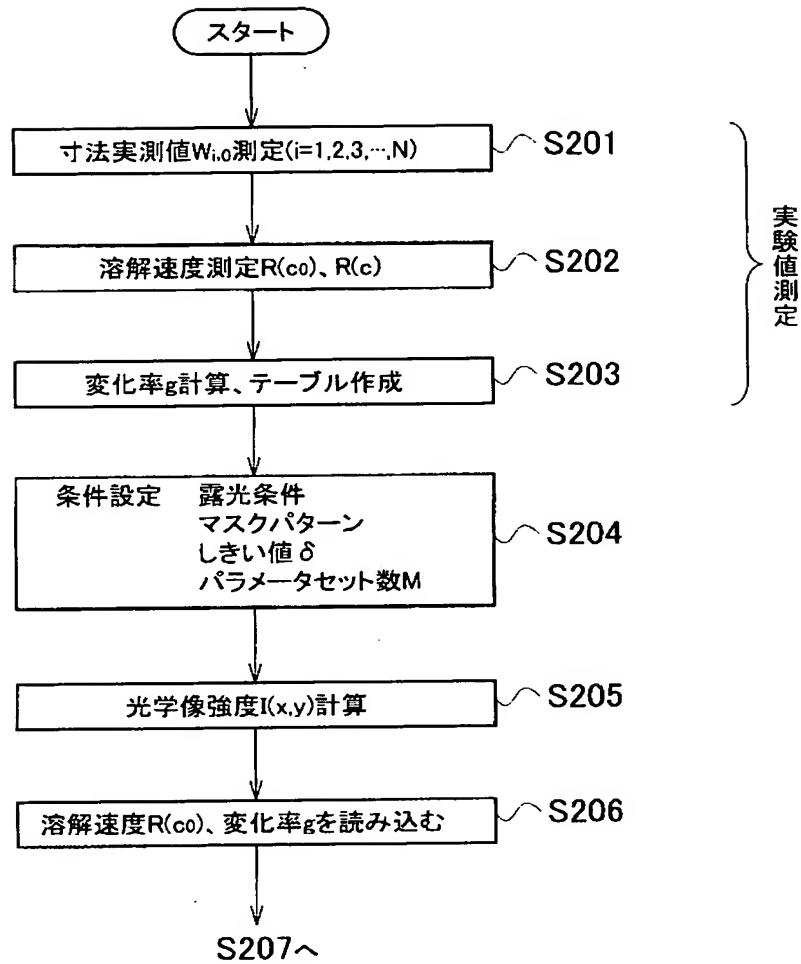 スタート
寸法実測値Wi,0測定(i=1,2,3,…,N)
S201
溶解速度測定R(c0)、R(c)
S202
変化率g計算、テーブル作成
S203
実験値測定
条件設定 露光条件
マスクパターン
しきい値δ
パラメータセット数M
S204
光学像強度I(x,y)計算
S205
溶解速度R(c0)、変化率gを読み込む
S206
S207へ